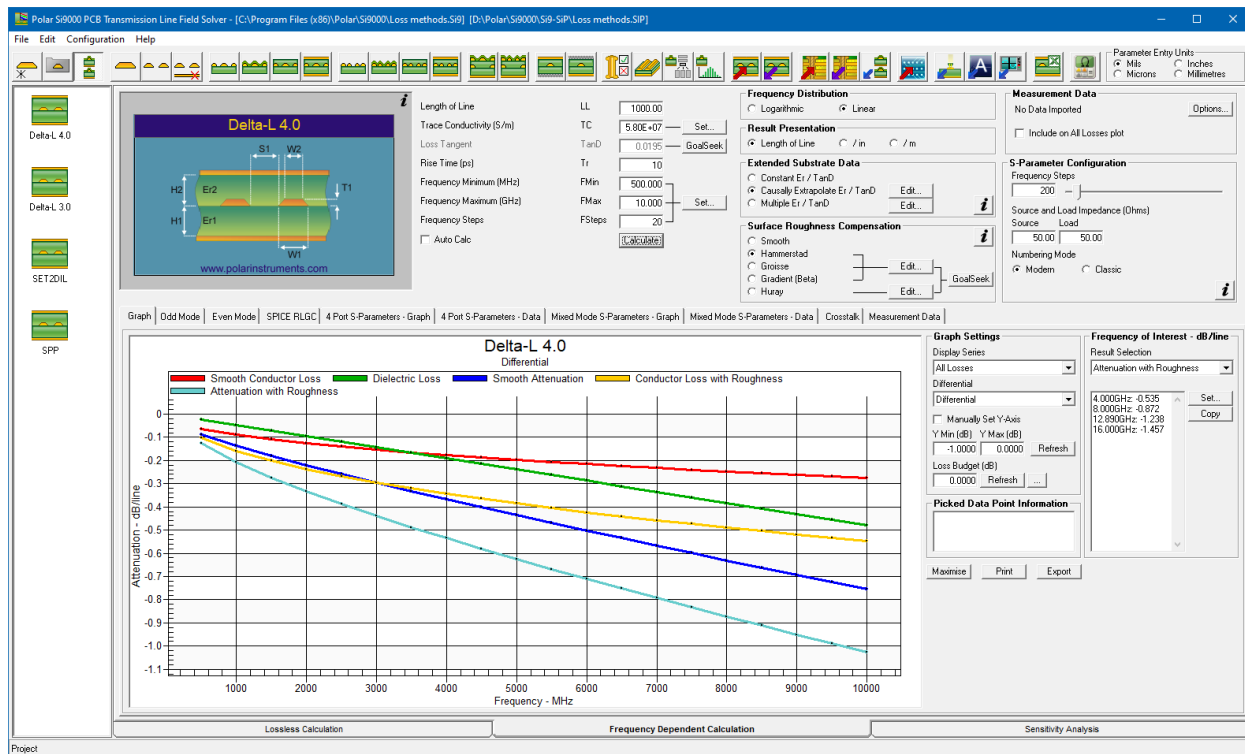 Polar Si9000 PCB Transmission Line Field Solver - [C:\Program Files (x86)\Polar\Si9000\Loss methods.Si9] [D:\Polar\Si9000\Si9-SiP\Loss methods.SIP]
File Edit Configuration Help
Parameter Entry Units
Mils Inches
Microns Millimetres
Delta-L 4.0
Delta-L 3.0
SET2DIL
SPP
Delta-L 4.0
S1 W2
H2 Er2 T1
H1 Er1
W1
www.polarinstruments.com
i
Length of Line LL 1000.00
Trace Conductivity (S/m) TC 5.80E+07 Set...
Loss Tangent TanD 0.0195 GoalSeek
Rise Time (ps) Tr 10
Frequency Minimum (MHz) FMin 500.000
Frequency Maximum (GHz) FMax 10.000 Set...
Frequency Steps FSteps 20
Auto Calc Calculate
Frequency Distribution
Logarithmic Linear
Result Presentation
Length of Line / in / m
Extended Substrate Data
Constant Er / TanD
Causally Extrapolate Er / TanD Edit...
Multiple Er / TanD Edit...
i
Surface Roughness Compensation
i
Smooth
Hammerstad
Groisse Edit...
Gradient (Beta) GoalSeek
Huray Edit...
Measurement Data
No Data Imported Options...
Include on All Losses plot
S-Parameter Configuration
Frequency Steps
200
Source and Load Impedance (Ohms)
Source Load
50.00 50.00
Numbering Mode
Modern Classic
i
Graph Odd Mode Even Mode SPICE RLGC 4 Port S-Parameters - Graph 4 Port S-Parameters - Data Mixed Mode S-Parameters - Graph Mixed Mode S-Parameters - Data Crosstalk Measurement Data
Delta-L 4.0
Differential
Smooth Conductor Loss Dielectric Loss Smooth Attenuation Conductor Loss with Roughness
Attenuation with Roughness
Attenuation - dB/line
0
-0.1
-0.2
-0.3
-0.4
-0.5
-0.6
-0.7
-0.8
-0.9
-1.0
-1.1
1000 2000 3000 4000 5000 6000 7000 8000 9000 10000
Frequency - MHz
Graph Settings
Display Series
All Losses
Differential
Differential
Manually Set Y-Axis
Y Min (dB) Y Max (dB)
-1.0000 0.0000 Refresh
Loss Budget (dB)
0.0000 Refresh ...
Picked Data Point Information
Maximise Print Export
Frequency of Interest - dB/line
Result Selection
Attenuation with Roughness
4.000GHz: -0.535 Set...
8.000GHz: -0.872 Copy
12.890GHz: -1.238
16.000GHz: -1.457
Lossless Calculation Frequency Dependent Calculation Sensitivity Analysis
Project